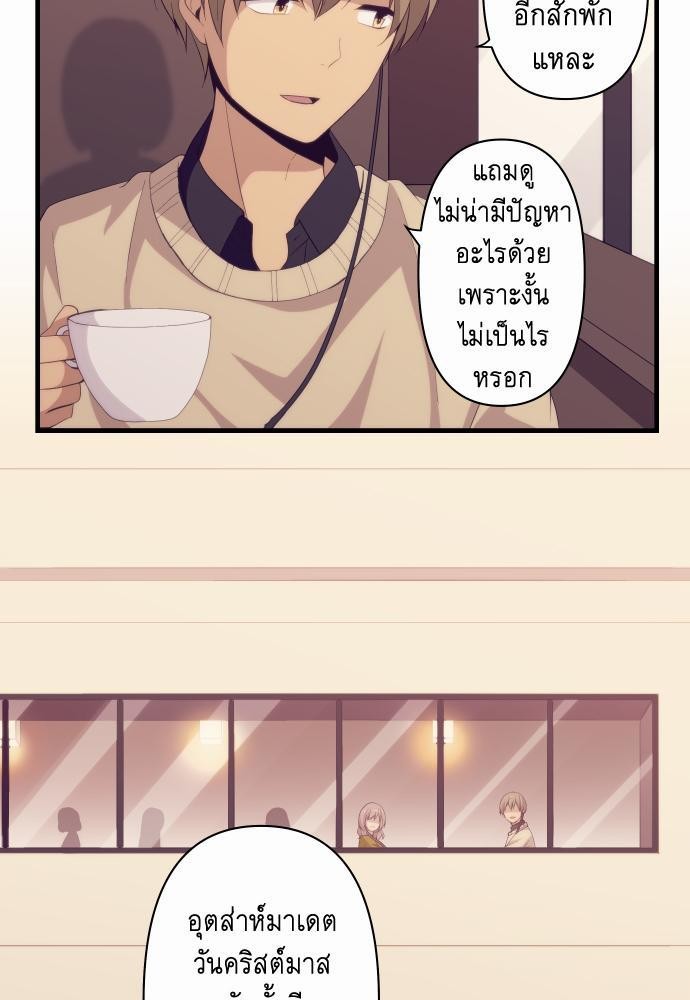 อีกสักพัก
แหละ
แถมดู
ไม่น่ามีปัญหา
อะไรด้วย
เพราะงั้น
ไม่เป็นไร
หรอก
อุตส่าห์มาเดต
วันคริสต์มาส